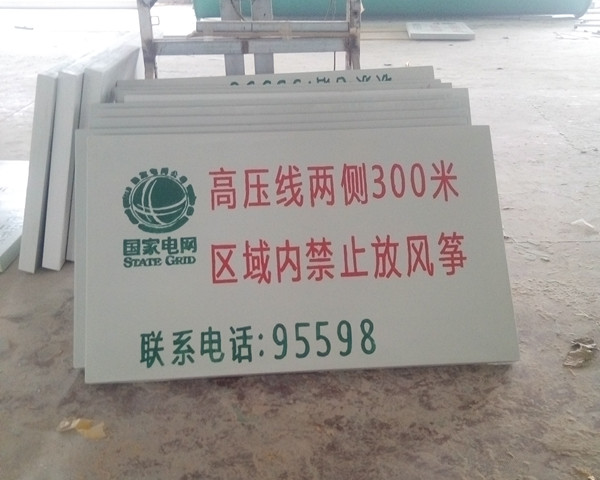 高压线两侧300米
国家电网
STATE GRID
区域内禁止放风筝
联系电话:95598